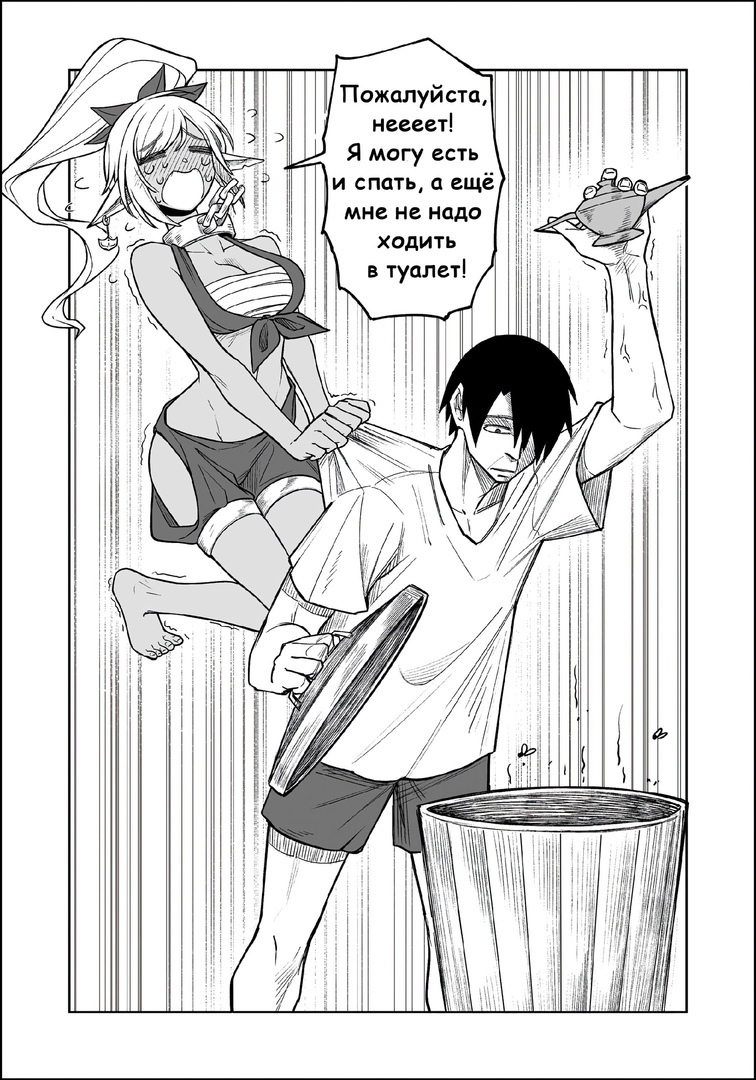 Пожалуйста,
неееет!
Я могу есть
и спать, а ещё
мне не надо
ходить
в туалет!